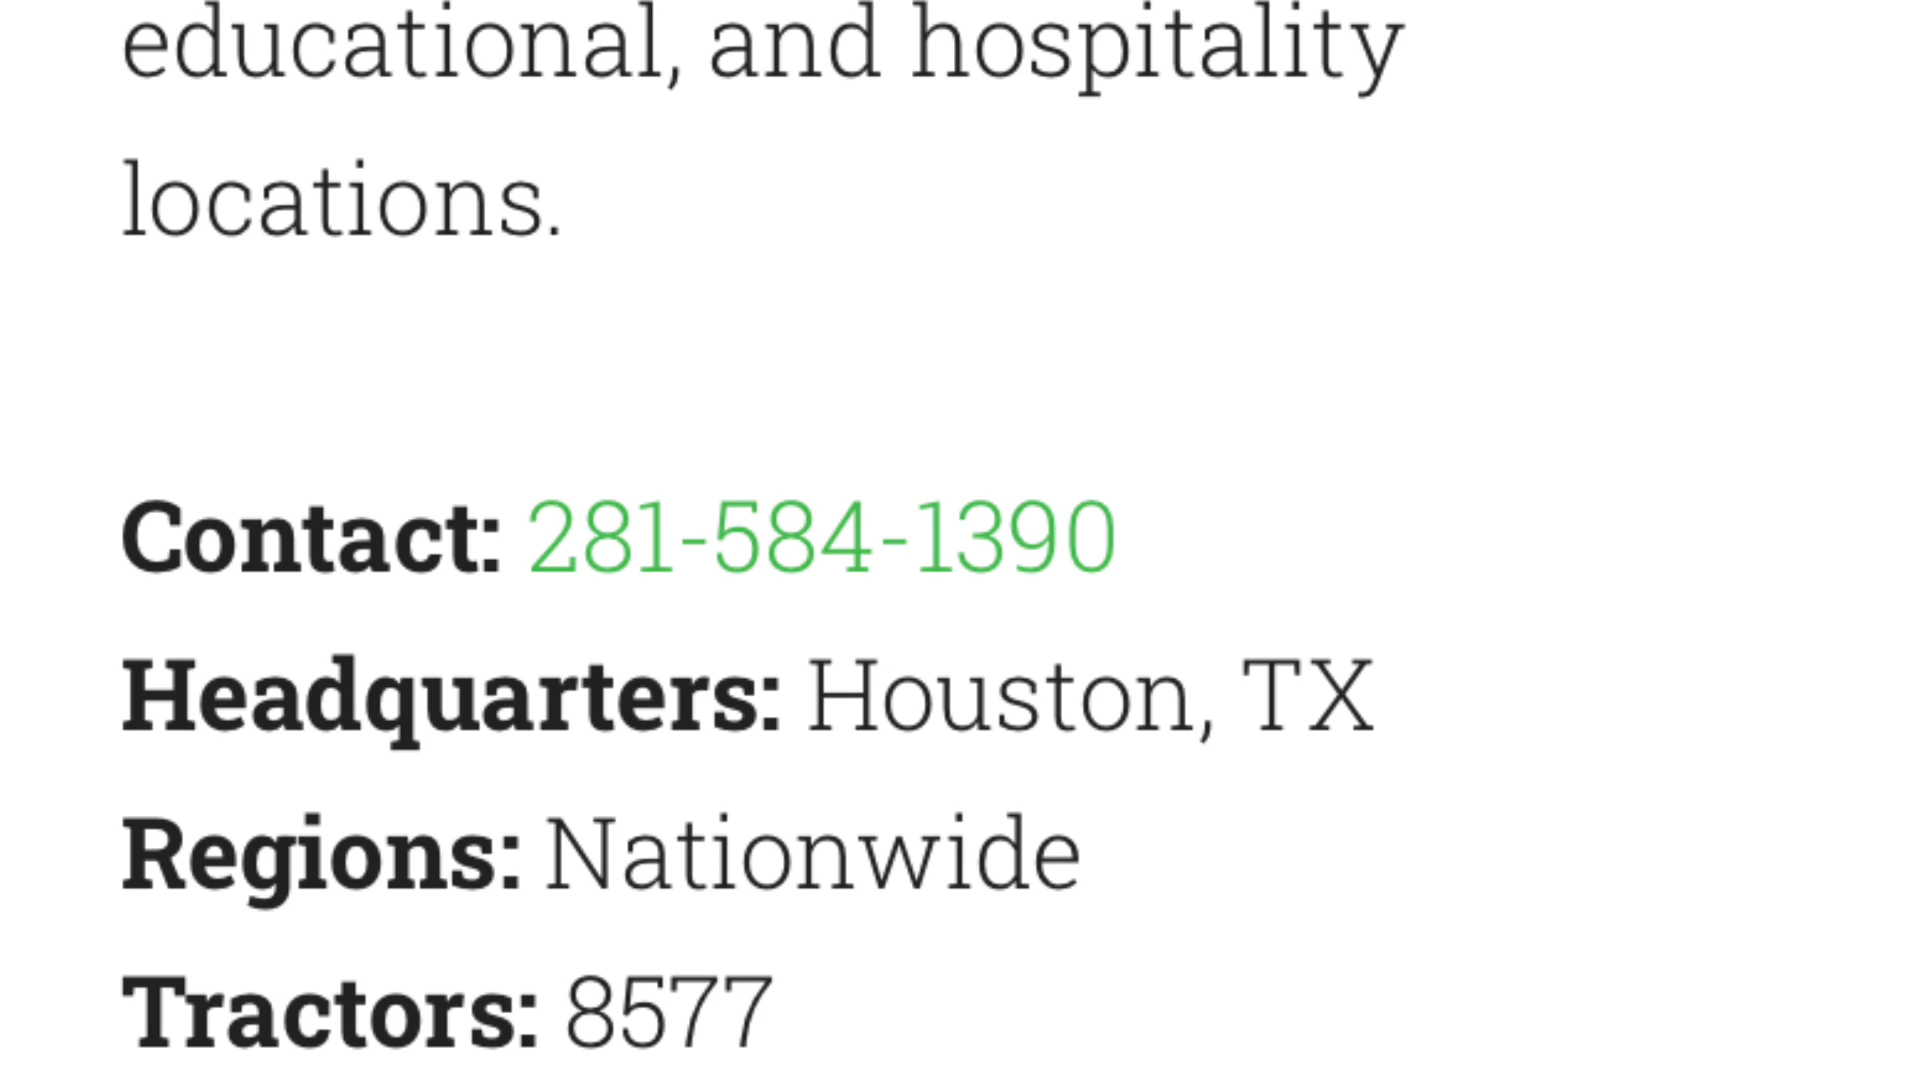 educational, and hospitality
locations.
Contact: 281-584-1390
Headquarters: Houston, TX
Regions: Nationwide
Tractors: 8577